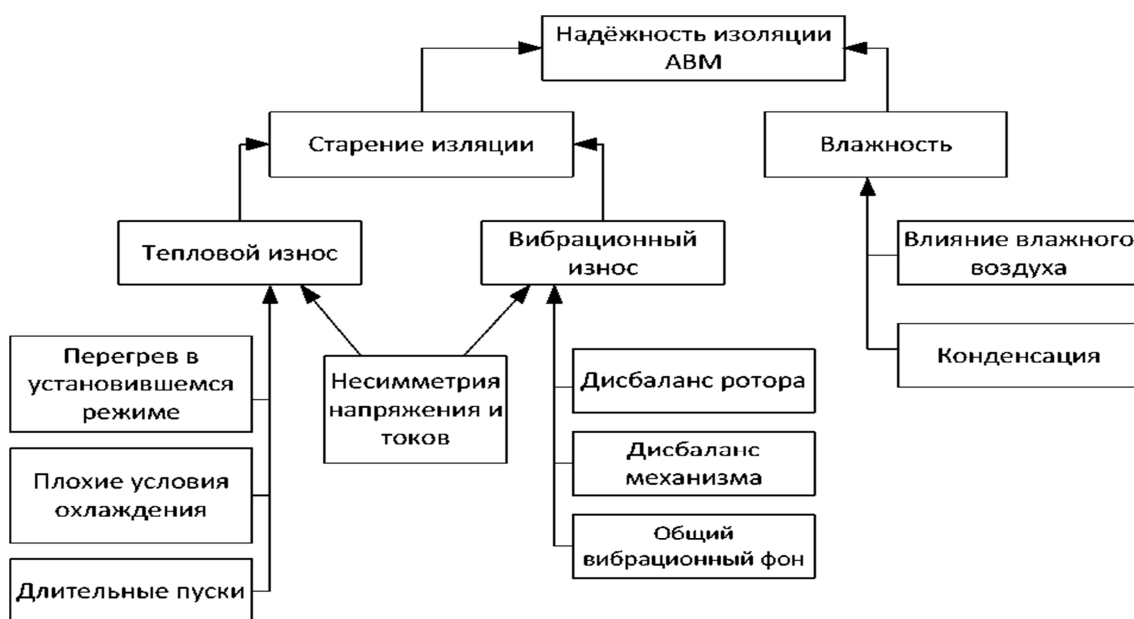 Надёжность изоляции
АВМ
Старение изляции
Влажность
Тепловой износ
Вибрационный
износ
Влияние влажного
воздуха
Перегрев в
установившемся
режиме
Несимметрия
напряжения и
токов
Дисбаланс ротора
Конденсация
Плохие условия
охлаждения
Дисбаланс
механизма
Длительные пуски
Общий
вибрационный фон